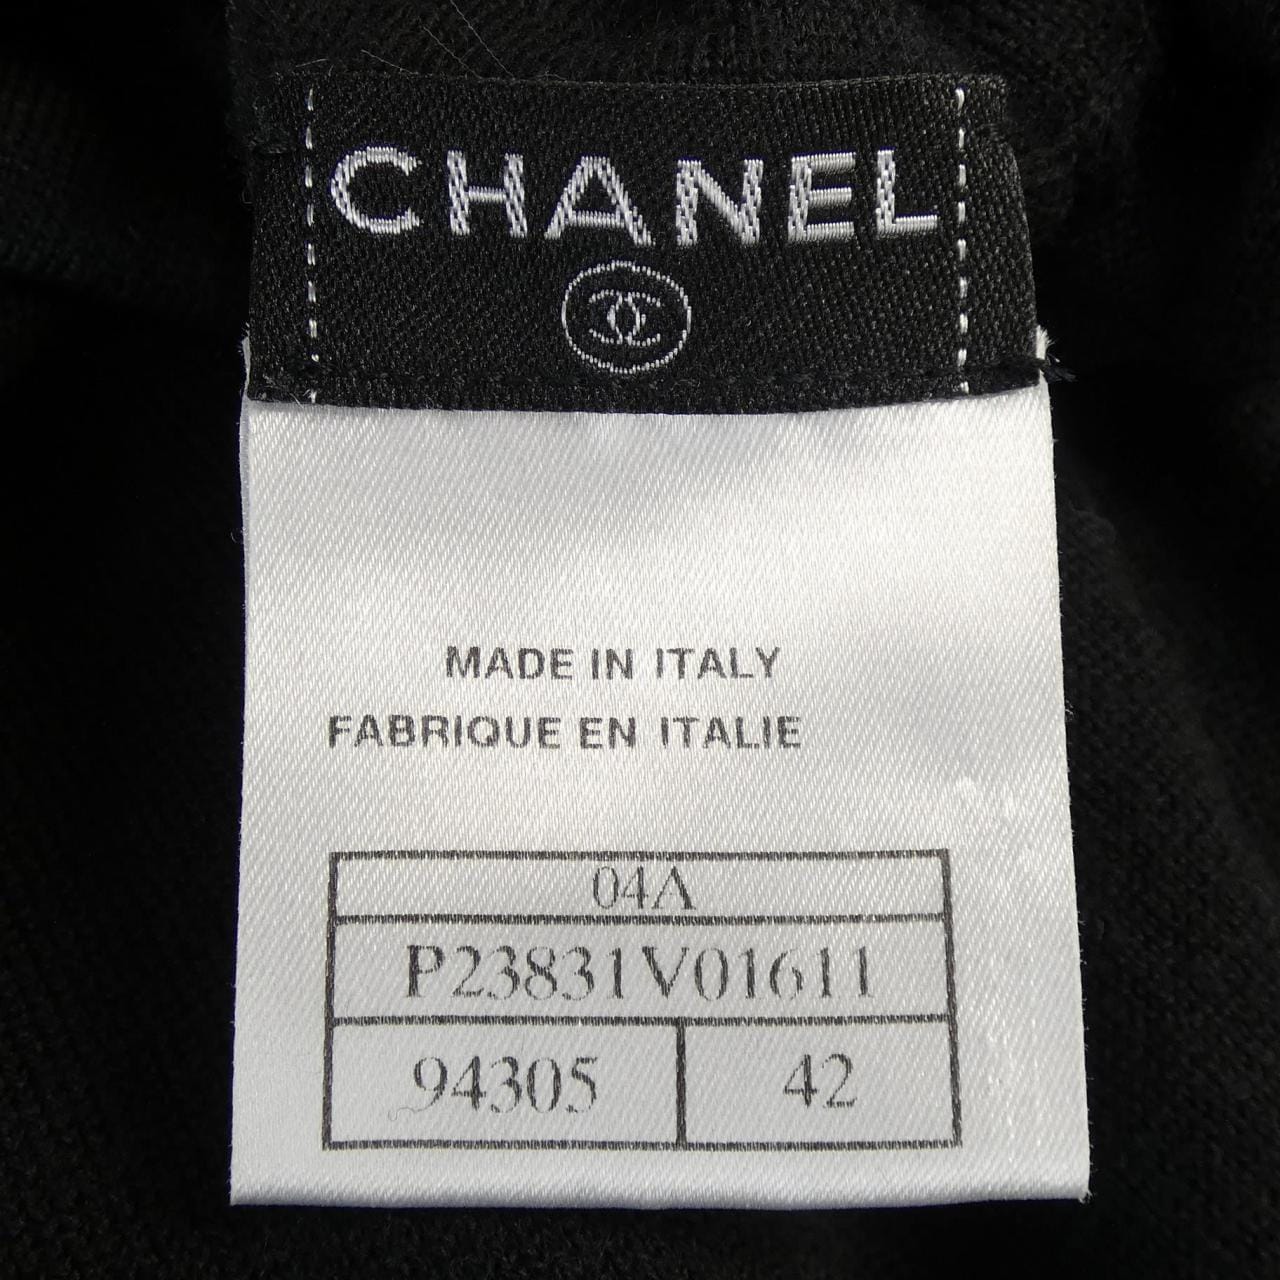 CHANEL
MADE IN ITALY
FABRIQUE EN ITALIE
04A
P23831V01611
94305 42